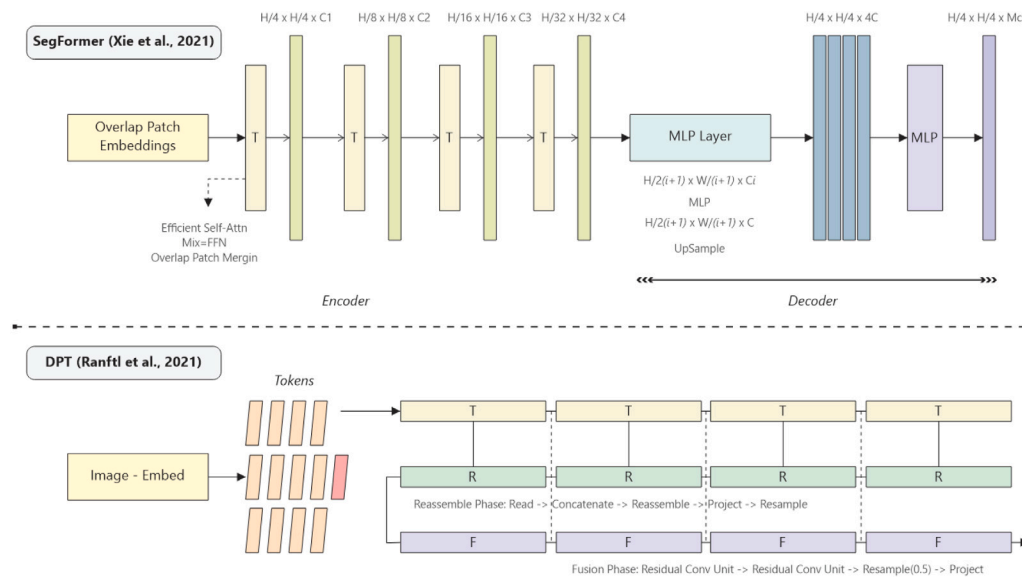 H/4 x H/4 x C1
H/8 x H/8 x C2
H/16 x H/16 x C3
H/32 x H/32 x C4
H/4 x H/4 x 4C
H/4 x H/4 x Mc
SegFormer (Xie et al., 2021)
Overlap Patch
Embeddings
T
T
T
T
MLP Layer
MLP
H/2(i+1) x W/(i+1) x Ci
MLP
H/2(i+1) x W/(i+1) x C
UpSample
Efficient Self-Attn
Mix=FFN
Overlap Patch Mergin
Encoder
Decoder
DPT (Ranftl et al., 2021)
Tokens
T
T
T
T
Image - Embed
R
R
R
R
Reassemble Phase: Read -> Concatenate -> Reassemble -> Project -> Resample
F
F
F
F
Fusion Phase: Residual Conv Unit -> Residual Conv Unit -> Resample(0.5) -> Project